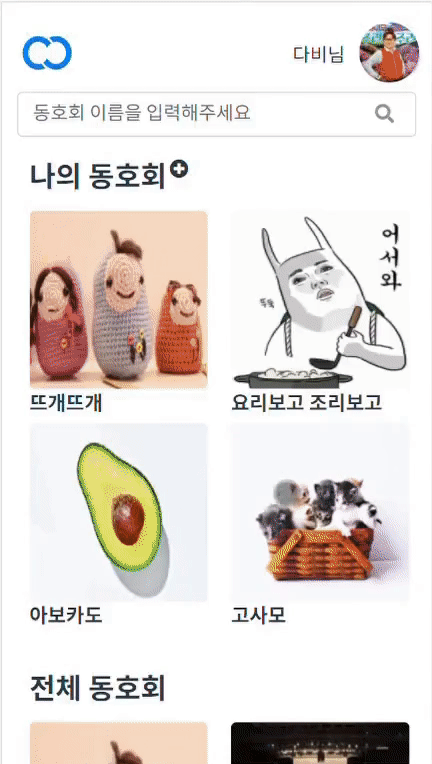 다비님
동호회 이름을 입력해주세요
나의 동호회
어서와
뜨개뜨개
요리보고 조리보고
아보카도
고사모
전체 동호회